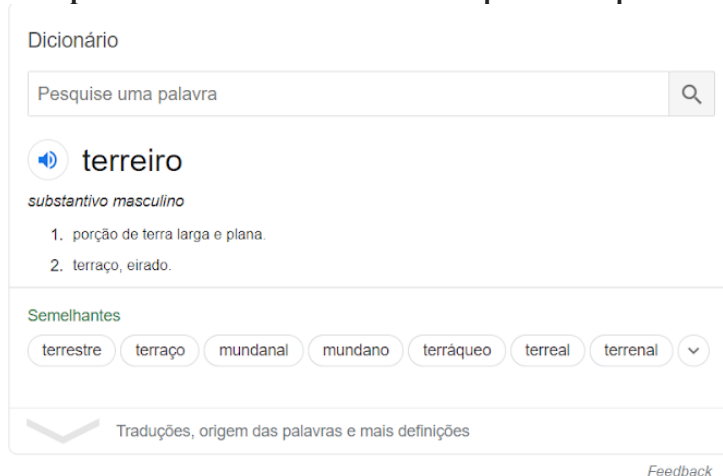 Dicionário
Pesquise uma palavra
terreiro
substantivo masculino
1. porção de terra larga e plana.
2. terraço, eirado.
Semelhantes
terrestre terraço mundanal mundano terráqueo terreal terrenal
Traduções, origem das palavras e mais definições
Feedback